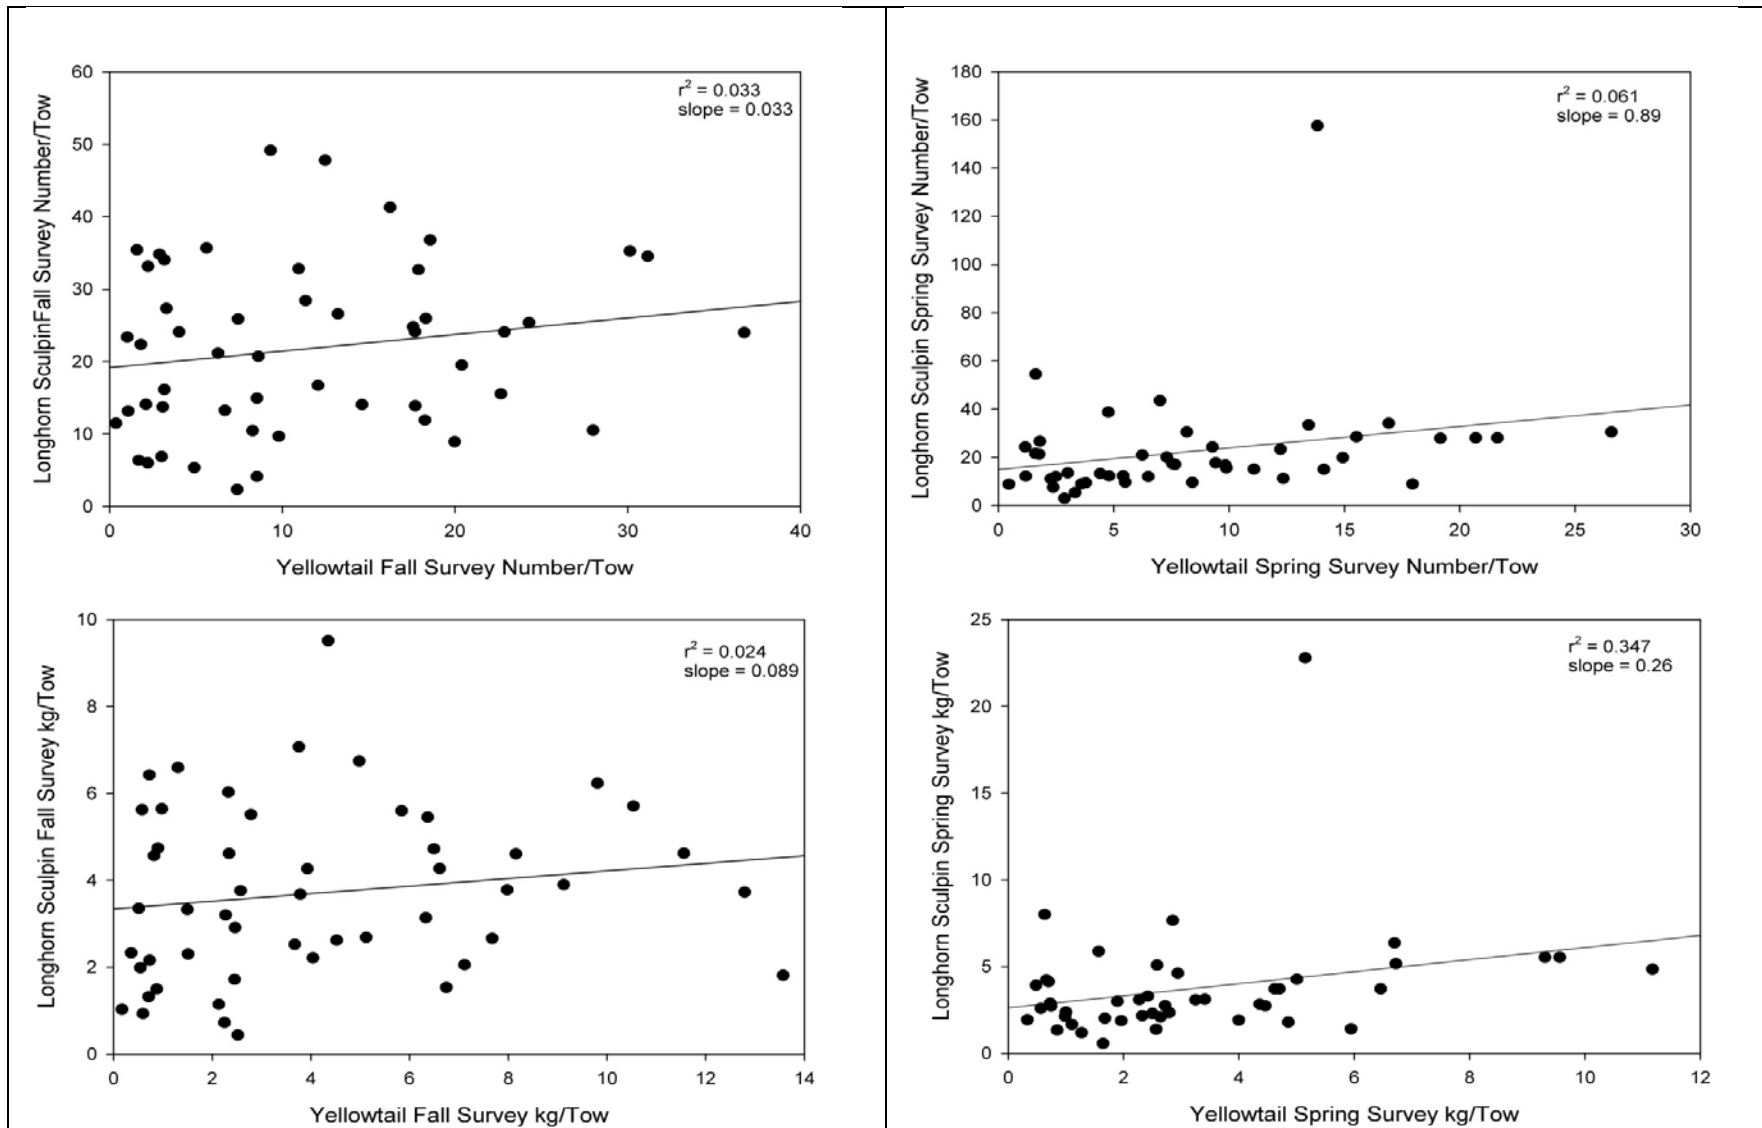 60
50
40
30
20
10
0
Longhorn SculpinFall Survey Number/Tow
r² = 0.033
slope = 0.033
0 10 20 30 40
Yellowtail Fall Survey Number/Tow
180
160
140
120
100
80
60
40
20
0
Longhorn Sculpin Spring Survey Number/Tow
r² = 0.061
slope = 0.89
0 5 10 15 20 25 30
Yellowtail Spring Survey Number/Tow
10
8
6
4
2
0
Longhorn Sculpin Fall Survey kg/Tow
r² = 0.024
slope = 0.089
0 2 4 6 8 10 12 14
Yellowtail Fall Survey kg/Tow
25
20
15
10
5
0
Longhorn Sculpin Spring Survey kg/Tow
r² = 0.347
slope = 0.26
0 2 4 6 8 10 12
Yellowtail Spring Survey kg/Tow